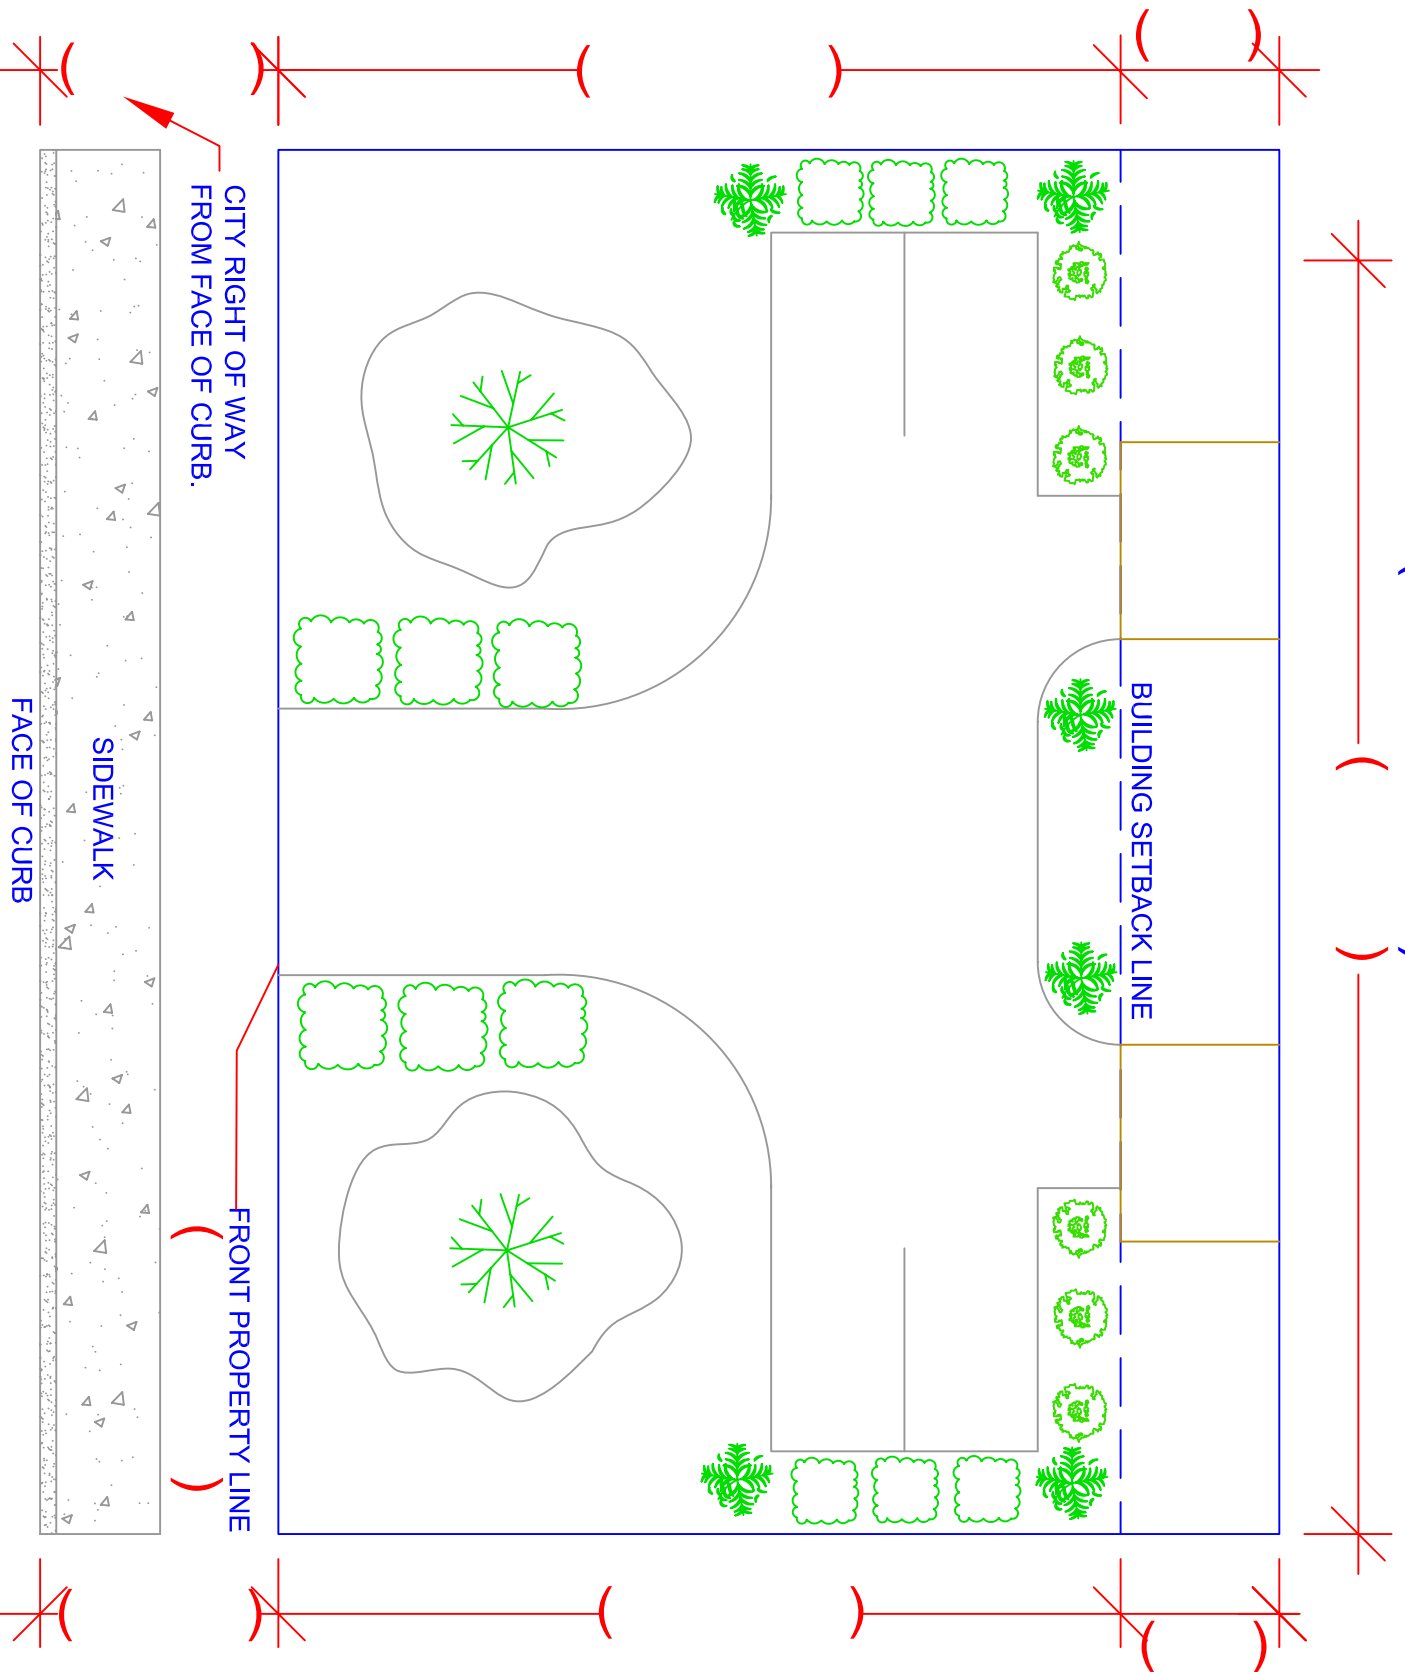 CITY RIGHT OF WAY
FROM FACE OF CURB.
BUILDING SETBACK LINE
SIDEWALK
FACE OF CURB
FRONT PROPERTY LINE
( )
( )
( )
( )
( )
( )
( )
( )